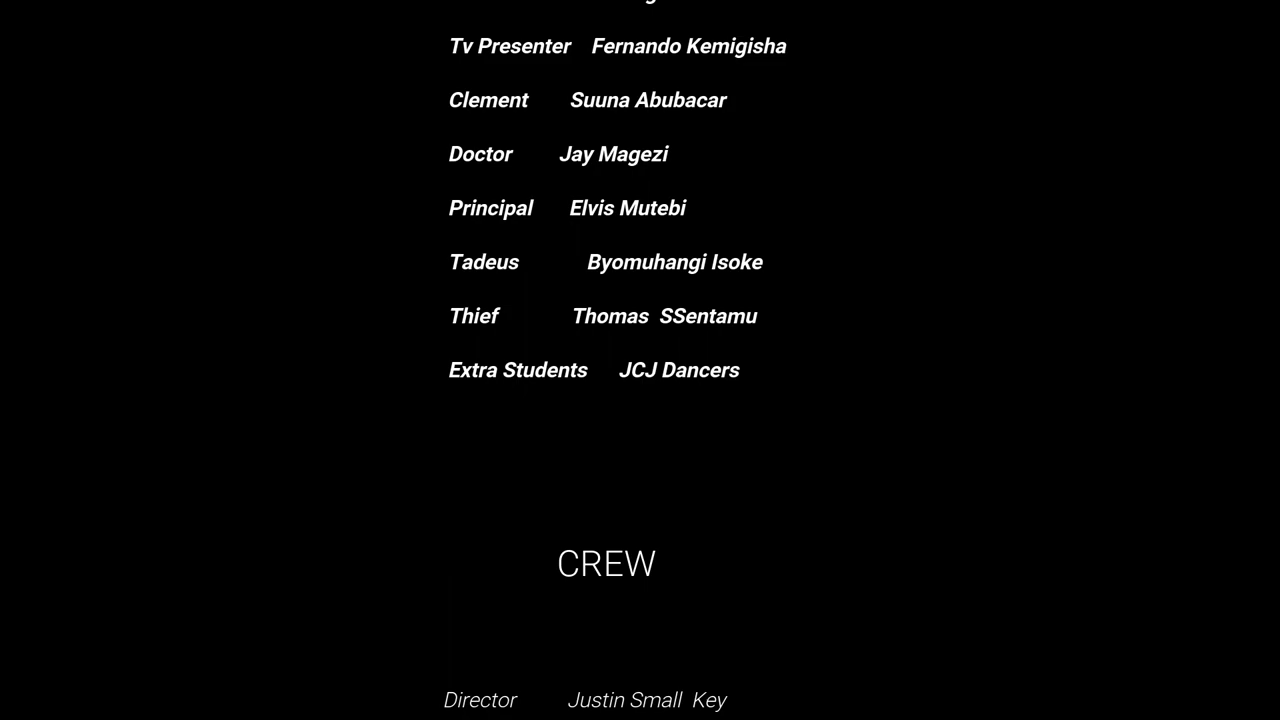 Tv Presenter Fernando Kemigisha
Clement Suuna Abubacar
Doctor Jay Magezi
Principal Elvis Mutebi
Tadeus Byomuhangi Isoke
Thief Thomas SSentamu
Extra Students JCJ Dancers
CREW
Director Justin Small Key